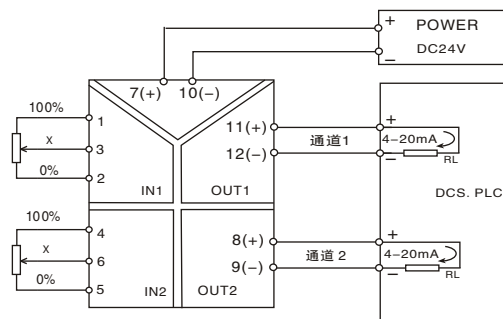 +
POWER
DC24V
−
7(+) 10(−)
100%
1
x
3
0%
2
IN1
OUT1
11(+)
12(−)
通道1
+
4−20mA
−
RL
DCS. PLC
100%
4
x
6
0%
5
IN2
OUT2
8(+)
9(−)
通道 2
+
4−20mA
−
RL